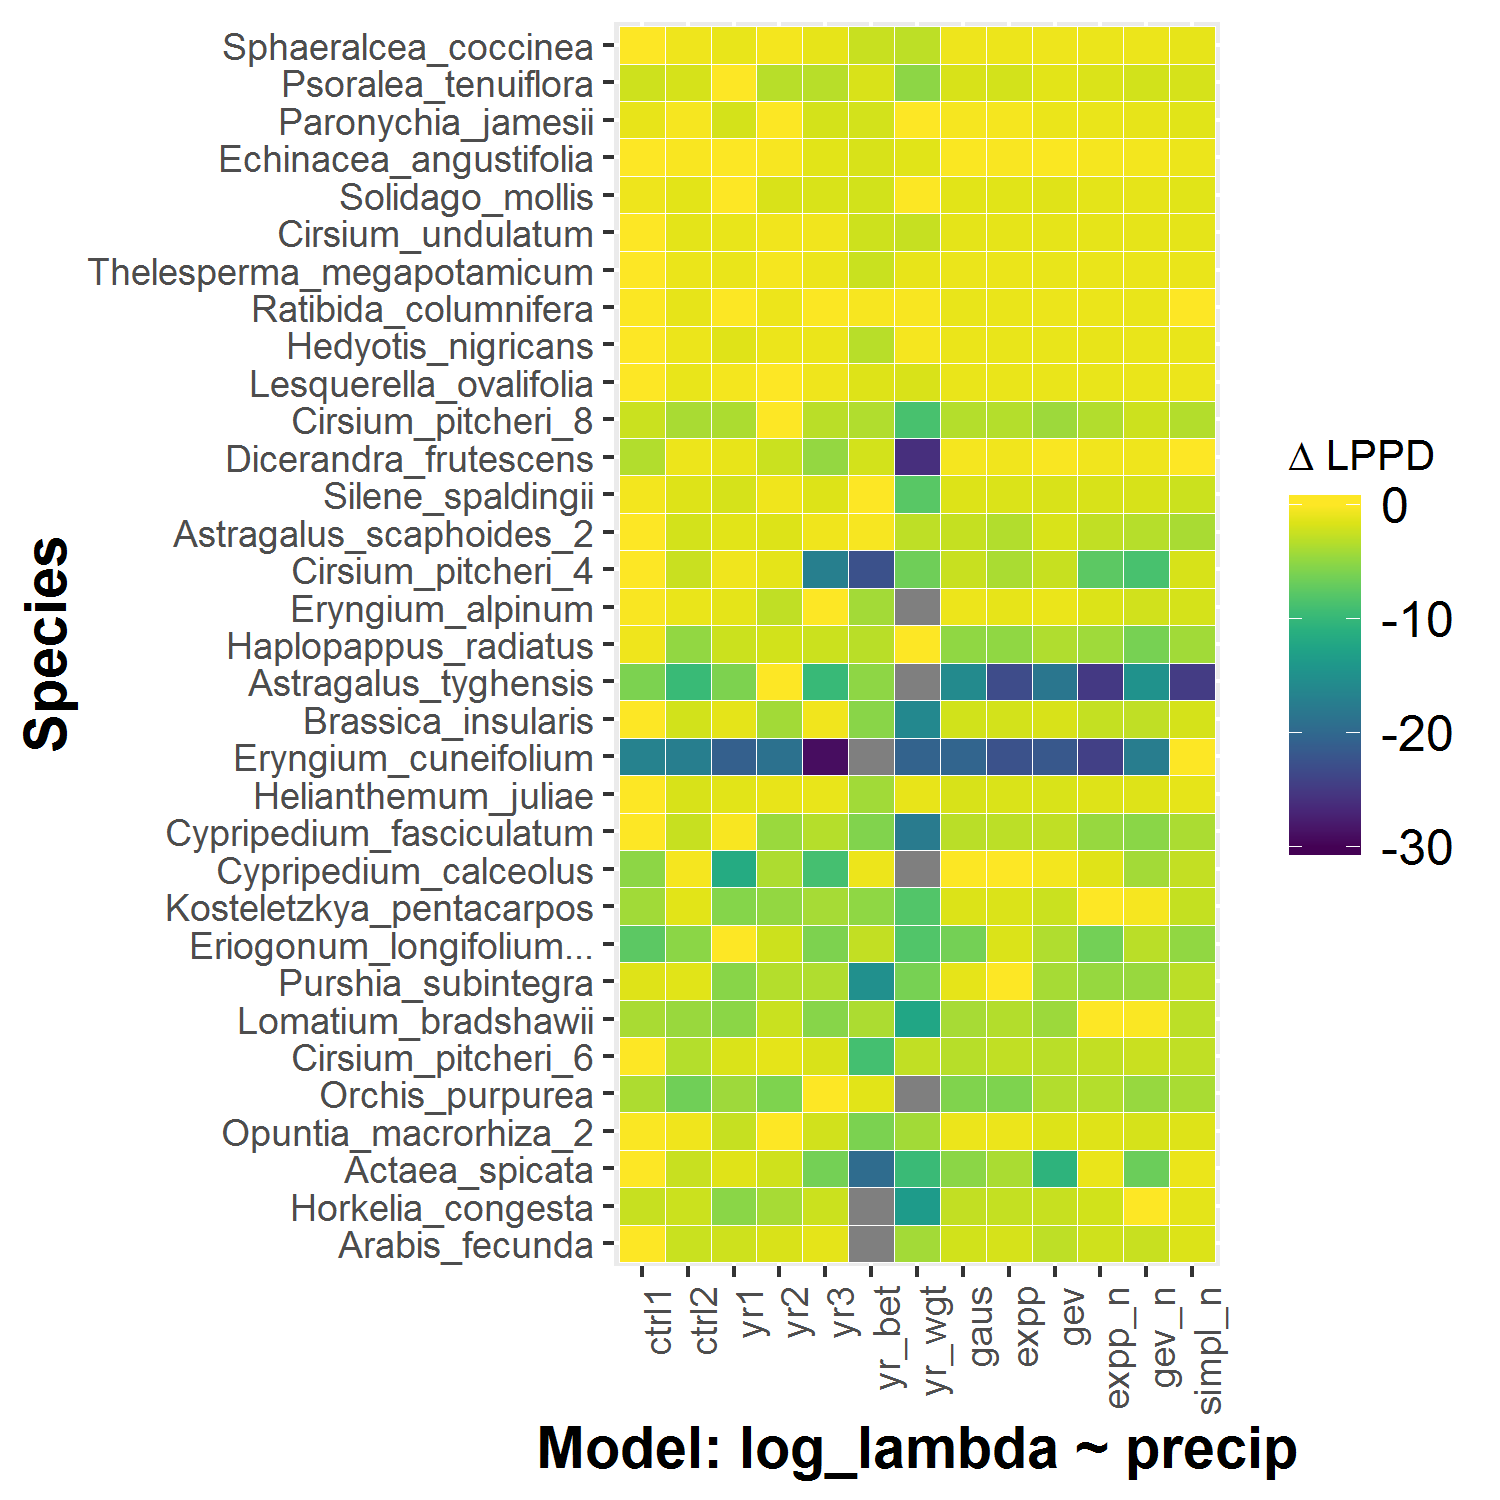 Sphaeralcea_coccinea
Psoralea_tenuiflora
Paronychia_jamesii
Echinacea_angustifolia
Solidago_mollis
Cirsium_undulatum
Thelesperma_megapotamicum
Ratibida_columnifera
Hedyotis_nigricans
Lesquerella_ovalifolia
Cirsium_pitcheri_8
Dicerandra_frutescens
Silene_spaldingii
Astragalus_scaphoides_2
Cirsium_pitcheri_4
Eryngium_alpinum
Haplopappus_radiatus
Astragalus_tyghensis
Brassica_insularis
Eryngium_cuneifolium
Helianthemum_juliae
Cypripedium_fasciculatum
Cypripedium_calceolus
Kosteletzkya_pentacarpos
Eriogonum_longifolium...
Purshia_subintegra
Lomatium_bradshawii
Cirsium_pitcheri_6
Orchis_purpurea
Opuntia_macrorhiza_2
Actaea_spicata
Horkelia_congesta
Arabis_fecunda
Species
ctrl1
ctrl2
yr1
yr2
yr3
yr_bet
yr_wgt
gaus
expp
gev
expp_n
gev_n
simpl_n
Model: log_lambda ~ precip
Δ LPPD
0
-10
-20
-30